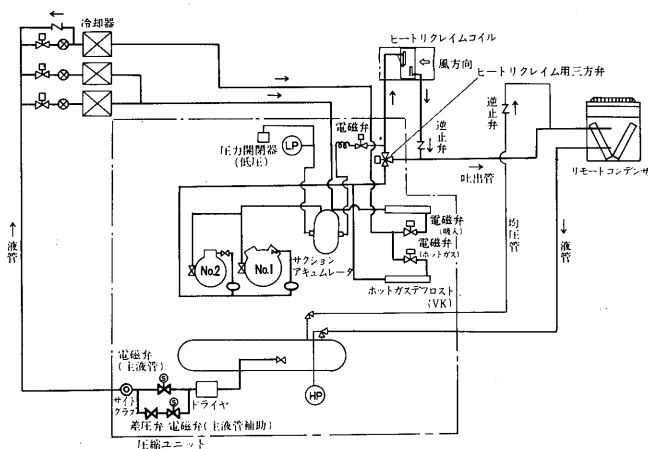 冷却器
ヒートリクレイムコイル
風方向
ヒートリクレイム用三方弁
逆止弁
電磁弁
逆止弁
圧力開閉器
(低圧)
LP
リモートコンデンサ
吐出管
電磁弁
(吸入)
電磁弁
(ホットガス)
均圧管
液管
液管
No.2
No.1
サクション
アキュムレータ
ホットガスデフロスト
(VK)
電磁弁
(主液管)
S
サイト
グラス
ドライヤ
HP
S
差圧弁
電磁弁(主液管補助)
圧縮ユニット